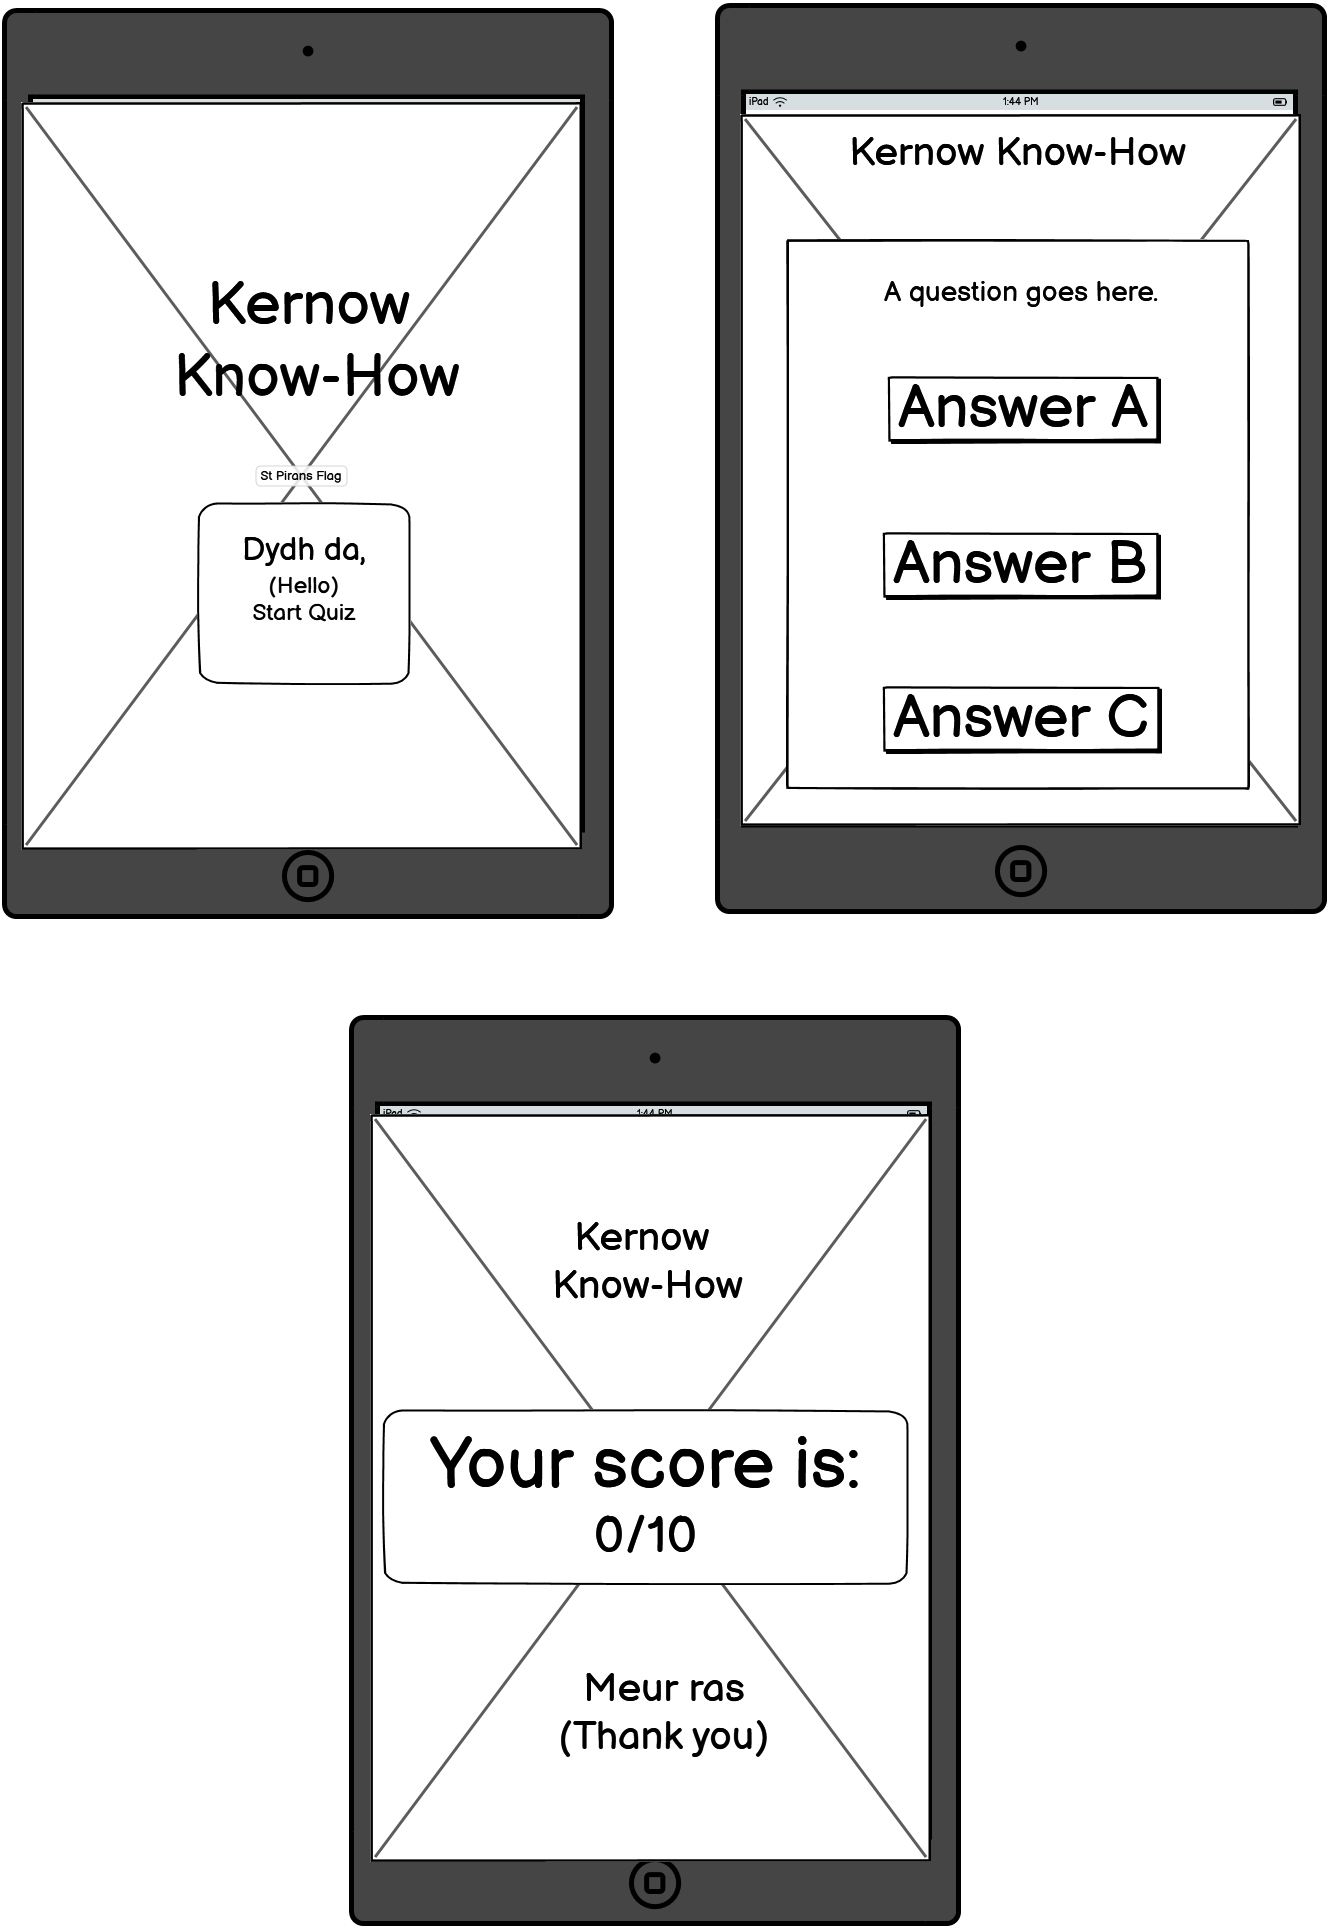 Kernow
Know-How
St Pirans Flag
Dydh da,
(Hello)
Start Quiz
iPad
1:44 PM
Kernow Know-How
A question goes here.
Answer A
Answer B
Answer C
iPad
1:44 PM
Kernow
Know-How
Your score is:
0/10
Meur ras
(Thank you)